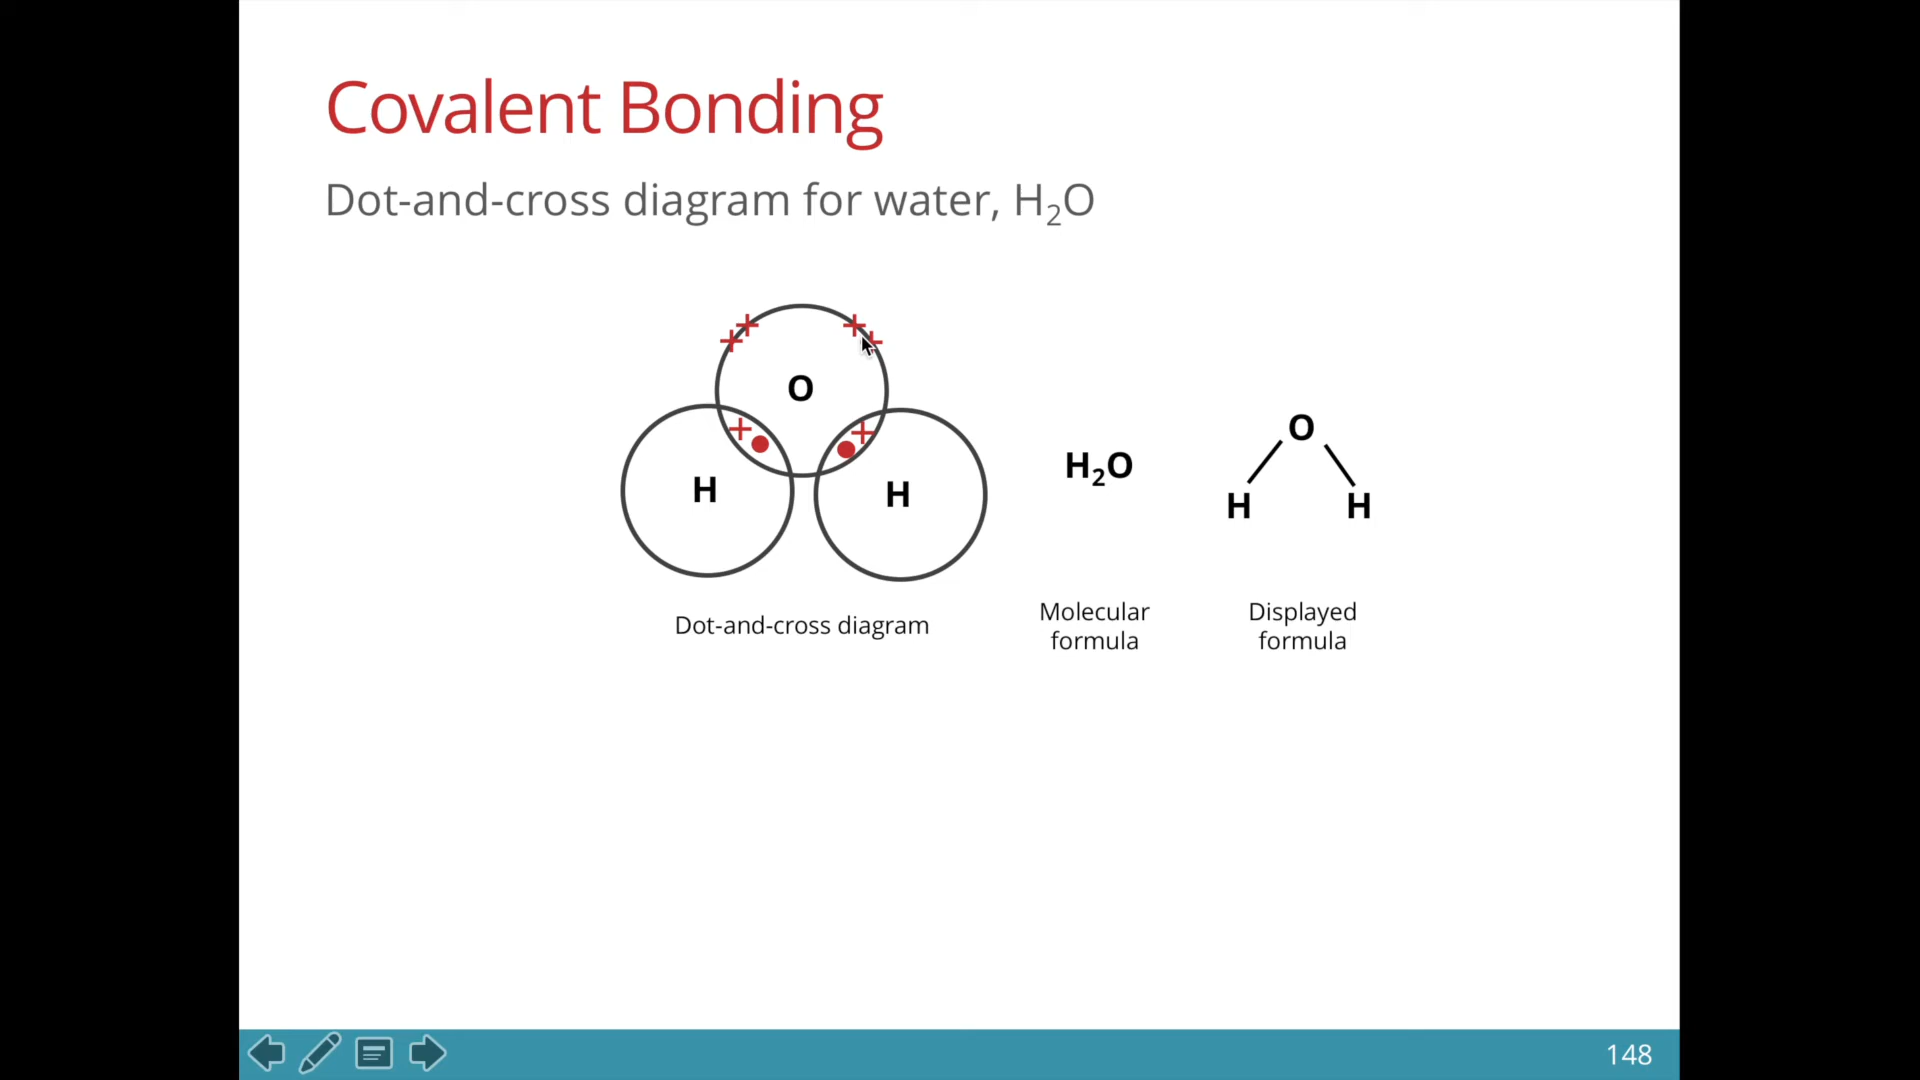 Covalent Bonding
Dot-and-cross diagram for water, H₂O
O
H
H
Dot-and-cross diagram
H₂O
Molecular
formula
O
H H
Displayed
formula
148